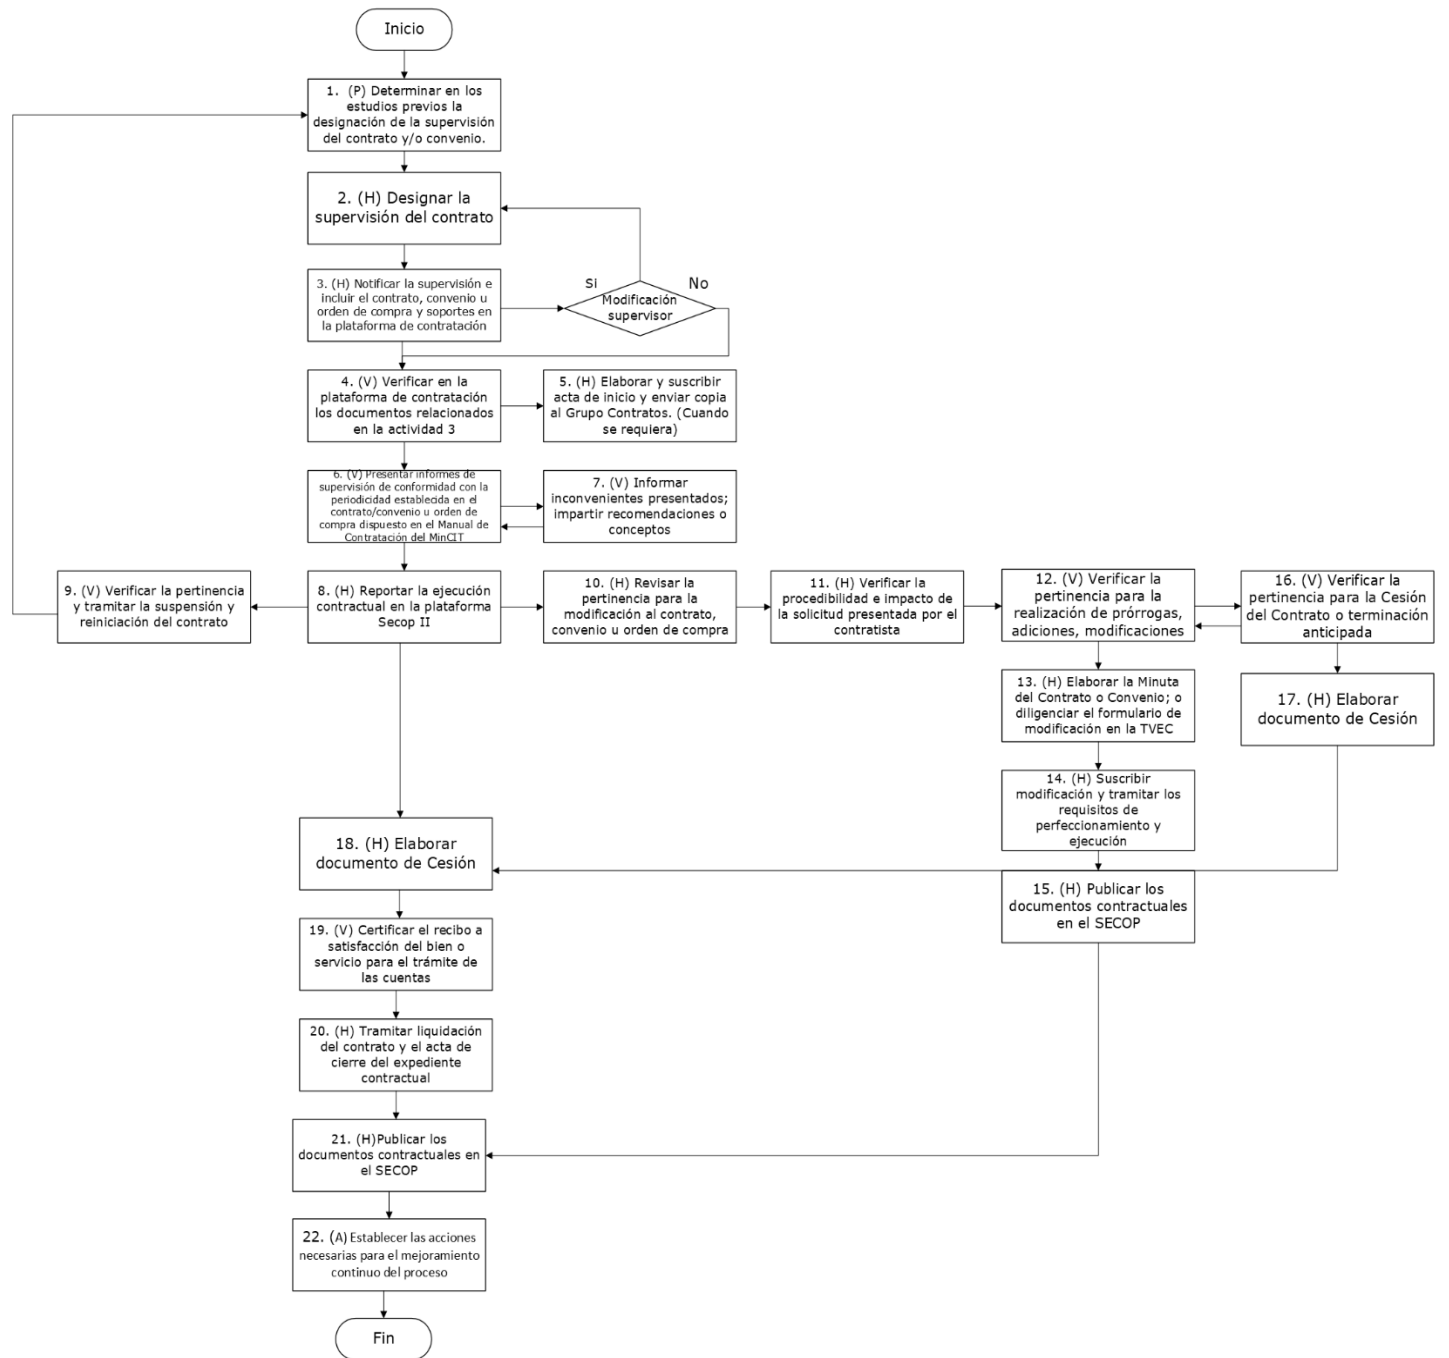 Inicio
1. (P) Determinar en los
estudios previos la
designación de la supervisión
del contrato y/o convenio.
2. (H) Designar la
supervisión del contrato
3. (H) Notificar la supervisión e
incluir el contrato, convenio u
orden de compra y soportes en
la plataforma de contratación
Si
No
Modificación
supervisor
4. (V) Verificar en la
plataforma de contratación
los documentos relacionados
en la actividad 3
5. (H) Elaborar y suscribir
acta de inicio y enviar copia
al Grupo Contratos. (Cuando
se requiera)
6. (V) Presentar informes de
supervisión de conformidad con la
periodicidad establecida en el
contrato/convenio u orden de
compra dispuesto en el Manual de
Contratación del MinCIT
7. (V) Informar
inconvenientes presentados;
impartir recomendaciones o
conceptos
9. (V) Verificar la pertinencia
y tramitar la suspensión y
reiniciación del contrato
8. (H) Reportar la ejecución
contractual en la plataforma
Secop II
10. (H) Revisar la
pertinencia para la
modificación al contrato,
convenio u orden de compra
11. (H) Verificar la
procedibilidad e impacto de
la solicitud presentada por el
contratista
12. (V) Verificar la
pertinencia para la
realización de prórrogas,
adiciones, modificaciones
16. (V) Verificar la
pertinencia para la Cesión
del Contrato o terminación
anticipada
13. (H) Elaborar la Minuta
del Contrato o Convenio; o
diligenciar el formulario de
modificación en la TVEC
17. (H) Elaborar
documento de Cesión
14. (H) Suscribir
modificación y tramitar los
requisitos de
perfeccionamiento y
ejecución
18. (H) Elaborar
documento de Cesión
15. (H) Publicar los
documentos contractuales
en el SECOP
19. (V) Certificar el recibo a
satisfacción del bien o
servicio para el trámite de
las cuentas
20. (H) Tramitar liquidación
del contrato y el acta de
cierre del expediente
contractual
21. (H)Publicar los
documentos contractuales en
el SECOP
22. (A) Establecer las acciones
necesarias para el mejoramiento
continuo del proceso
Fin